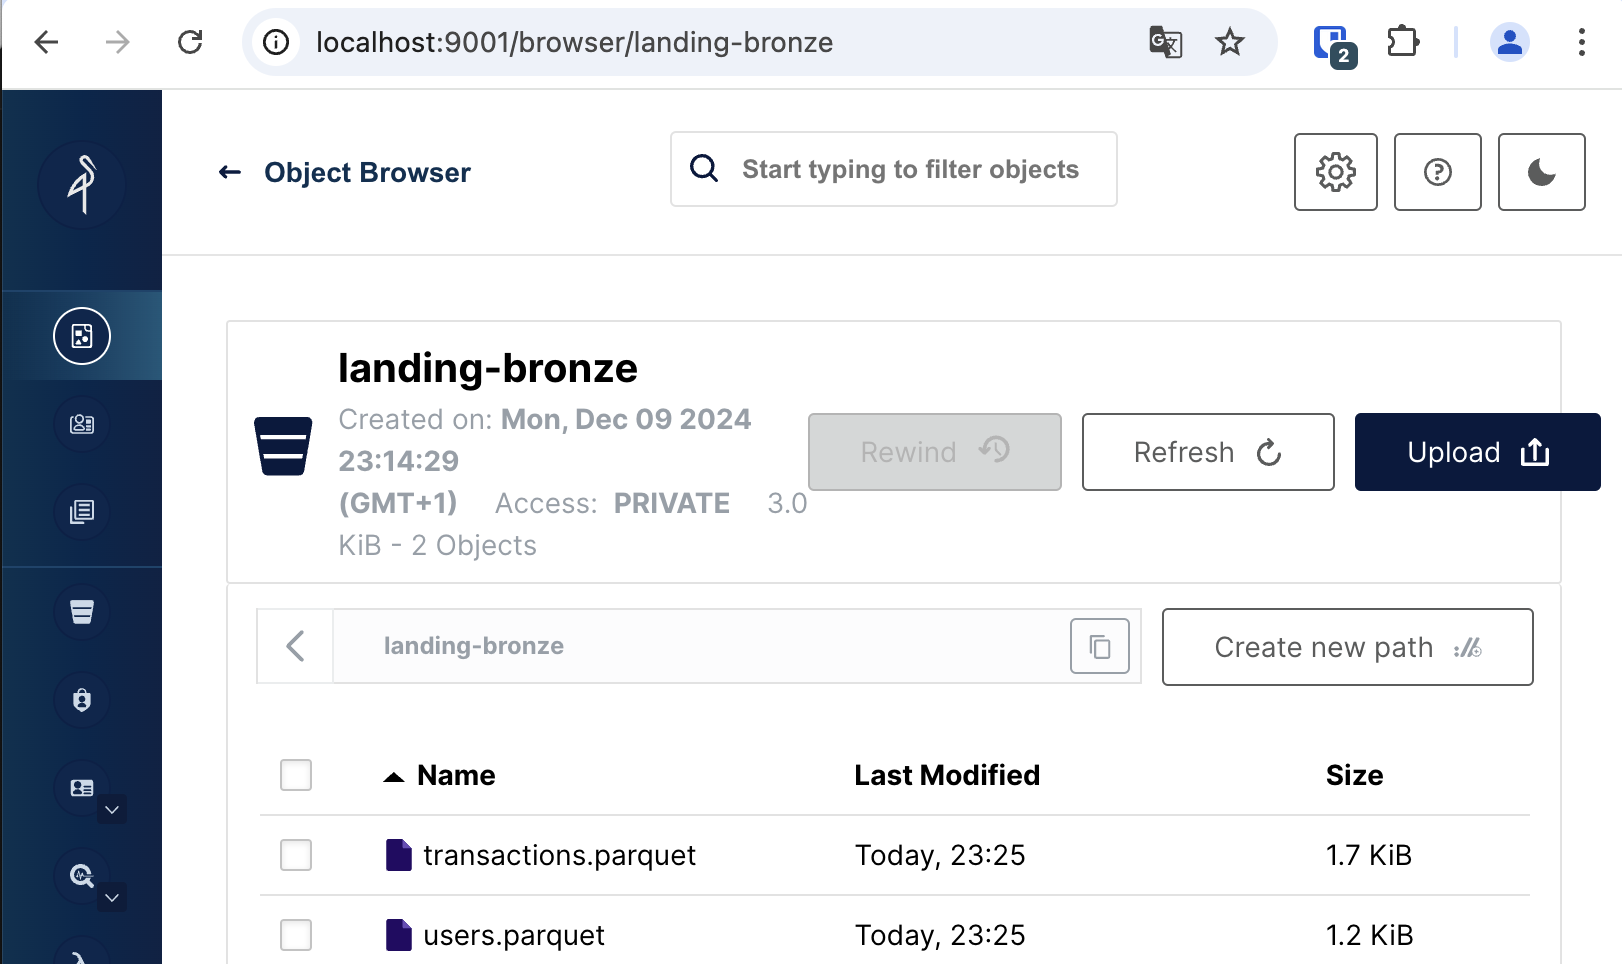 localhost:9001/browser/landing-bronze
2
Object Browser
Start typing to filter objects
landing-bronze
Created on: Mon, Dec 09 2024
23:14:29
(GMT+1) Access: PRIVATE 3.0
KiB - 2 Objects
Rewind
Refresh
Upload
landing-bronze
Create new path
Name Last Modified Size
transactions.parquet Today, 23:25 1.7 KiB
users.parquet Today, 23:25 1.2 KiB